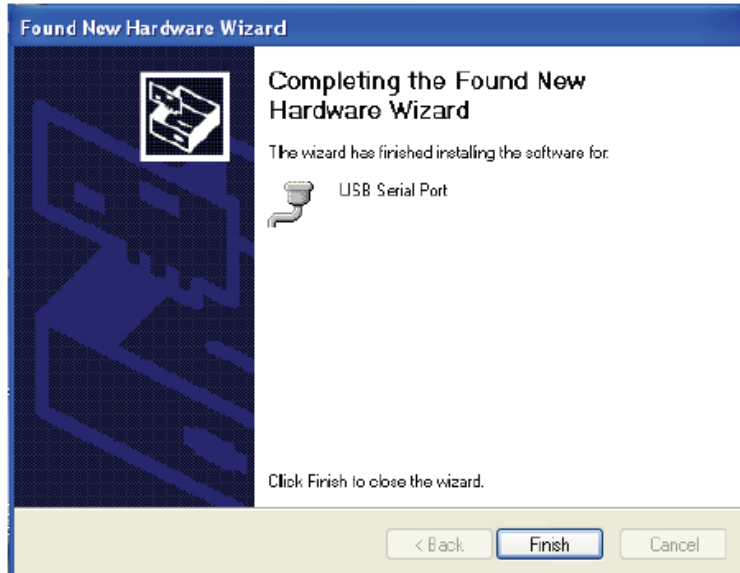 Found New Hardware Wizard
Completing the Found New
Hardware Wizard
The wizard has finished installing the software for:
USB Serial Port
Click Finish to close the wizard.
< Back
Finish
Cancel